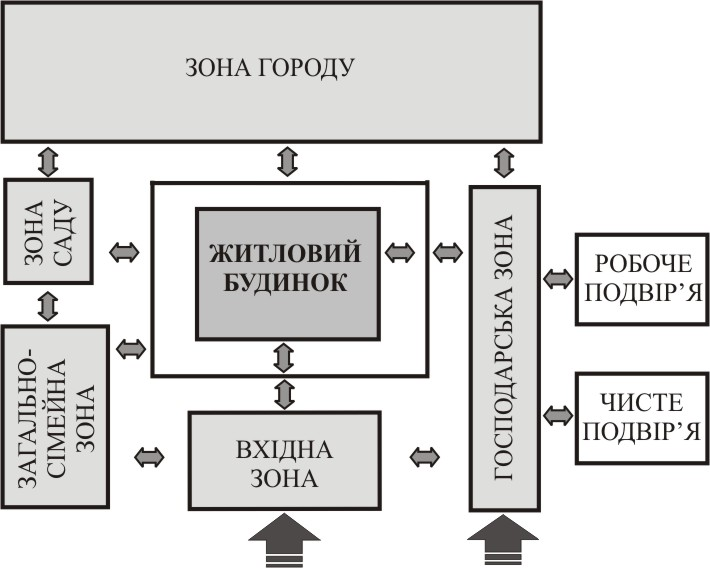 ЗОНА ГОРОДУ
ЗОНА
САДУ
ЖИТЛОВИЙ
БУДИНОК
ГОСПОДАРСЬКА ЗОНА
РОБОЧЕ
ПОДВІР’Я
ЗАГАЛЬНО-
СІМЕЙНА
ЗОНА
ВХІДНА
ЗОНА
ЧИСТЕ
ПОДВІР’Я